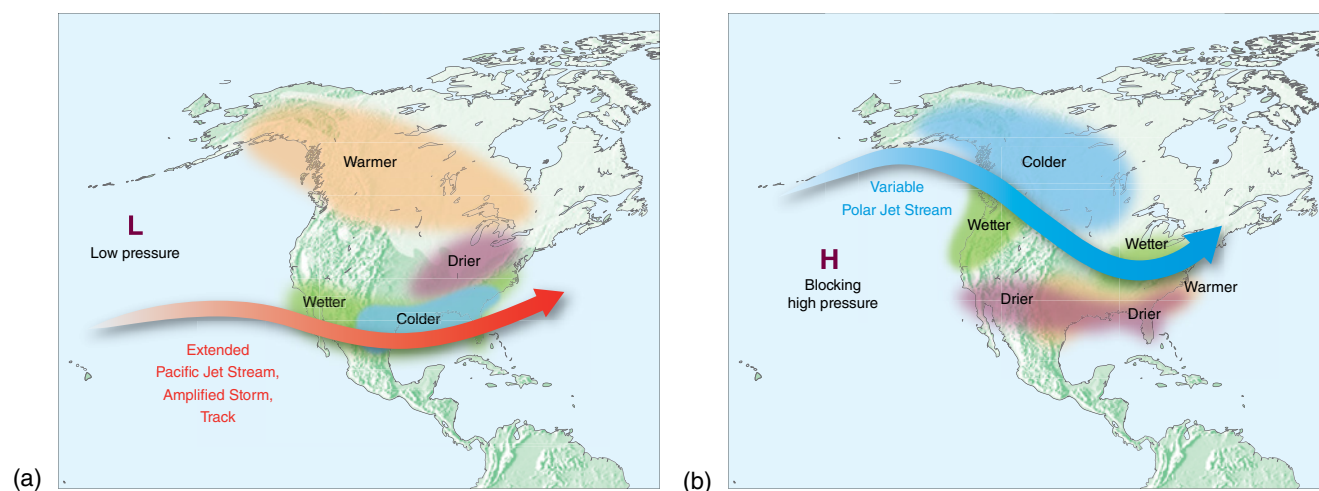 Warmer
L
Low pressure
Drier
Wetter
Colder
Extended
Pacific Jet Stream,
Amplified Storm,
Track
(a)
Colder
Variable
Polar Jet Stream
Wetter
Wetter
H
Blocking
high pressure
Warmer
Drier
Drier
(b)